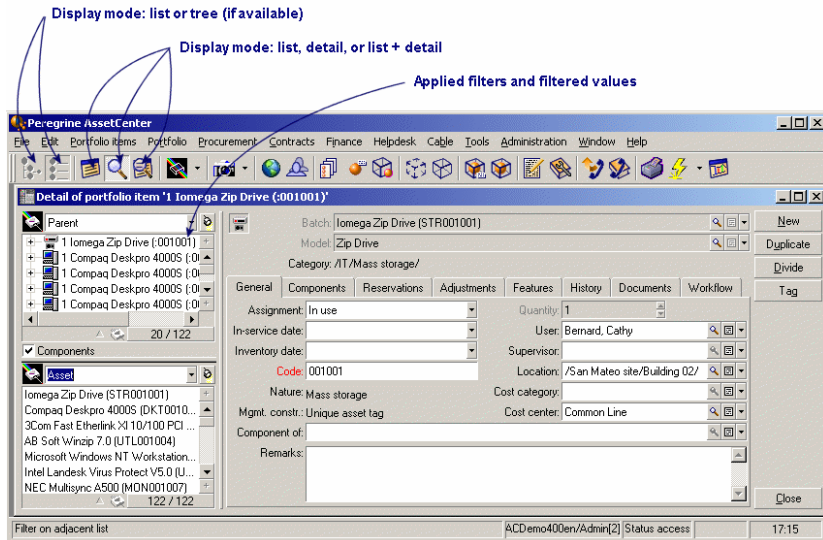 Display mode: list or tree (if available)
Display mode: list, detail, or list + detail
Applied filters and filtered values
Peregrine AssetCenter
File Edit Portfolio items Portfolio Procurement Contracts Finance Helpdesk Cable Tools Administration Window Help
Detail of portfolio item '1 Iomega Zip Drive (:001001)'
Parent
1 Iomega Zip Drive (:001001)
1 Compaq Deskpro 4000S (:0
1 Compaq Deskpro 4000S (:0
1 Compaq Deskpro 4000S (:0
1 Compaq Deskpro 4000S (:0
20 / 122
Components
Asset
Iomega Zip Drive (STR001001)
Compaq Deskpro 4000S (DKT0010...
3Com Fast Etherlink XI 10/100 PCI ...
AB Soft Winzip 7.0 (UTL001004)
Microsoft Windows NT Workstation...
Intel Landesk Virus Protect V5.0 (U...
NEC Multisync A500 (MON001007)
122 / 122
Batch: Iomega Zip Drive (STR001001)
Model: Zip Drive
Category: /IT/Mass storage/
General Components Reservations Adjustments Features History Documents Workflow
Assignment: In use
Quantity: 1
In-service date:
User: Bernard, Cathy
Inventory date:
Supervisor:
Code: 001001
Location: /San Mateo site/Building 02/
Nature: Mass storage
Cost category:
Mgmt. constr.: Unique asset tag
Cost center: Common Line
Component of:
Remarks:
New
Duplicate
Divide
Tag
Close
Filter on adjacent list
ACDemo400en/Admin[2] Status access
17:15